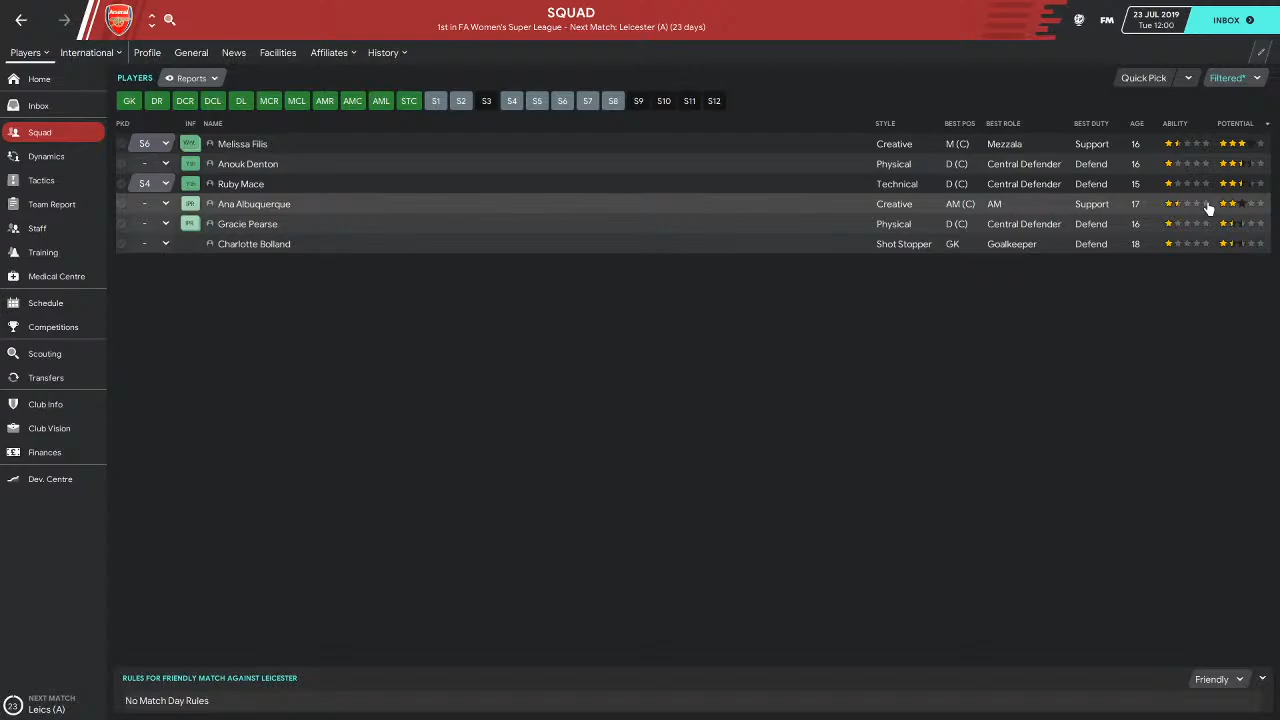 SQUAD
1st in FA Women's Super League - Next Match: Leicester (A) (23 days)
Arsenal
FM
23 JUL 2019
Tue 12:00
INBOX
Players International Profile General News Facilities Affiliates History
Home
Inbox
Squad
Dynamics
Tactics
Team Report
Staff
Training
Medical Centre
Schedule
Competitions
Scouting
Transfers
Club Info
Club Vision
Finances
Dev. Centre
23
NEXT MATCH
Leics (A)
PLAYERS Reports Quick Pick Filtered*
GK DR DCR DCL DL MCR MCL AMR AMC AML STC S1 S2 S3 S4 S5 S6 S7 S8 S9 S10 S11 S12
PKD INF NAME STYLE BEST POS BEST ROLE BEST DUTY AGE ABILITY POTENTIAL
S6 Wnt Melissa Filis Creative M (C) Mezzala Support 16
- Yth Anouk Denton Physical D (C) Central Defender Defend 16
S4 Yth Ruby Mace Technical D (C) Central Defender Defend 15
- IPR Ana Albuquerque Creative AM (C) AM Support 17
- IPR Gracie Pearse Physical D (C) Central Defender Defend 16
- Charlotte Bolland Shot Stopper GK Goalkeeper Defend 18
RULES FOR FRIENDLY MATCH AGAINST LEICESTER
Friendly
No Match Day Rules